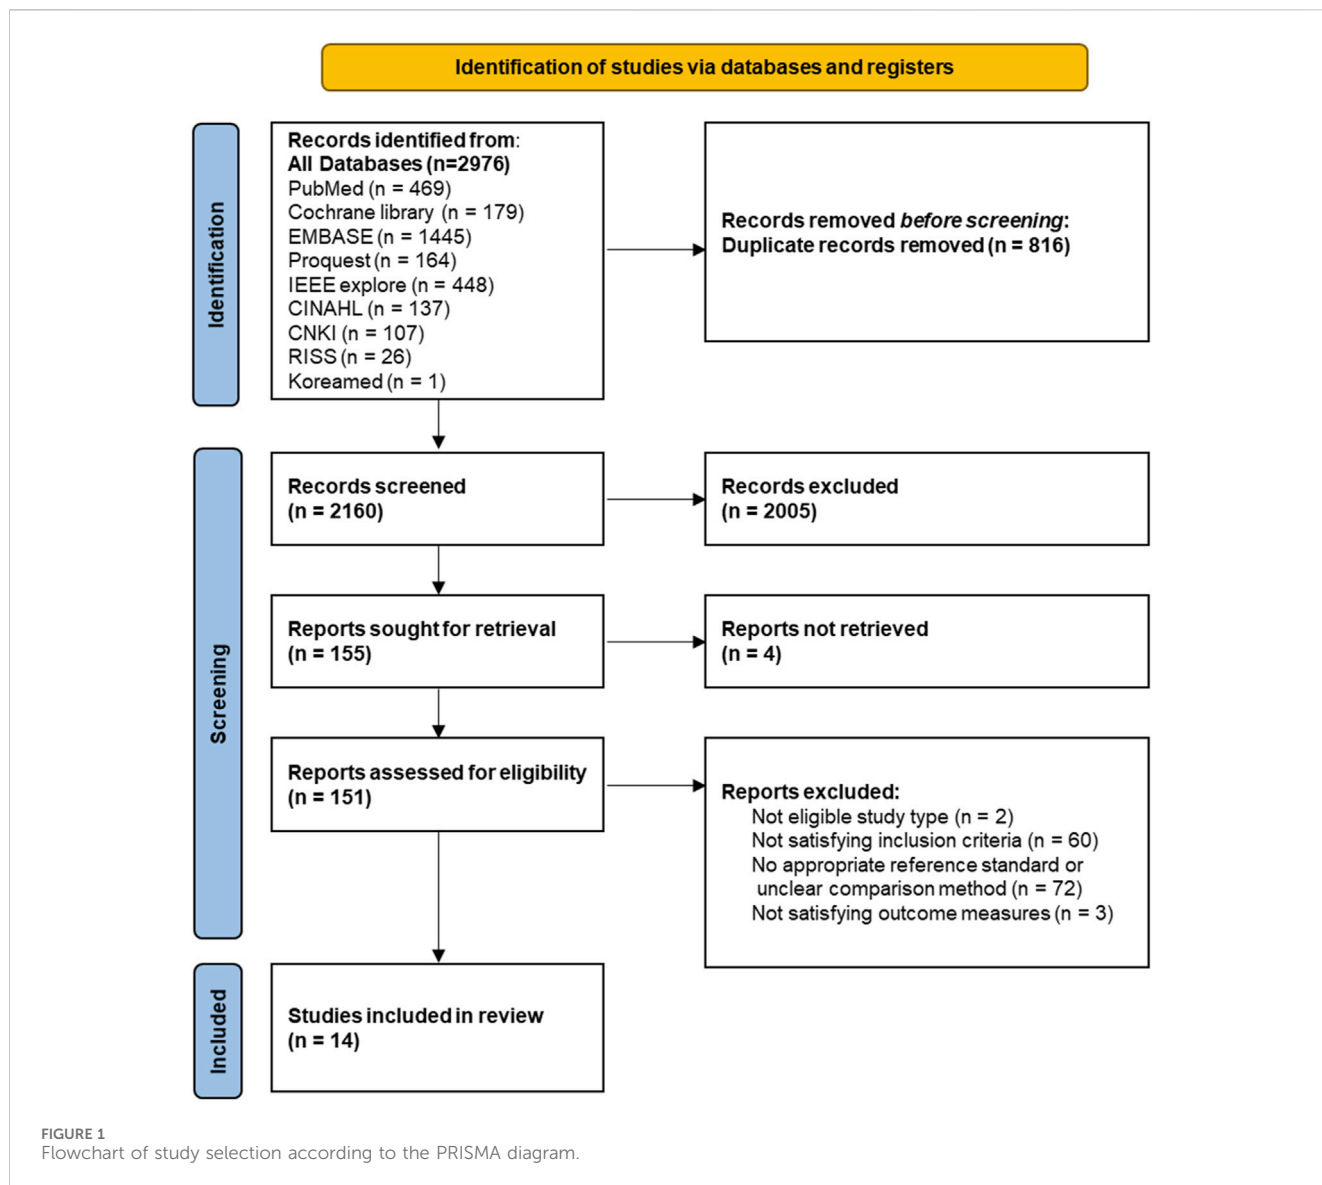 Identification of studies via databases and registers
Identification
Records identified from:
All Databases (n=2976)
PubMed (n = 469)
Cochrane library (n = 179)
EMBASE (n = 1445)
Proquest (n = 164)
IEEE explore (n = 448)
CINAHL (n = 137)
CNKI (n = 107)
RISS (n = 26)
Koreamed (n = 1)
Records removed before screening:
Duplicate records removed (n = 816)
Screening
Records screened
(n = 2160)
Records excluded
(n = 2005)
Reports sought for retrieval
(n = 155)
Reports not retrieved
(n = 4)
Reports assessed for eligibility
(n = 151)
Reports excluded:
Not eligible study type (n = 2)
Not satisfying inclusion criteria (n = 60)
No appropriate reference standard or
unclear comparison method (n = 72)
Not satisfying outcome measures (n = 3)
Included
Studies included in review
(n = 14)
FIGURE 1
Flowchart of study selection according to the PRISMA diagram.